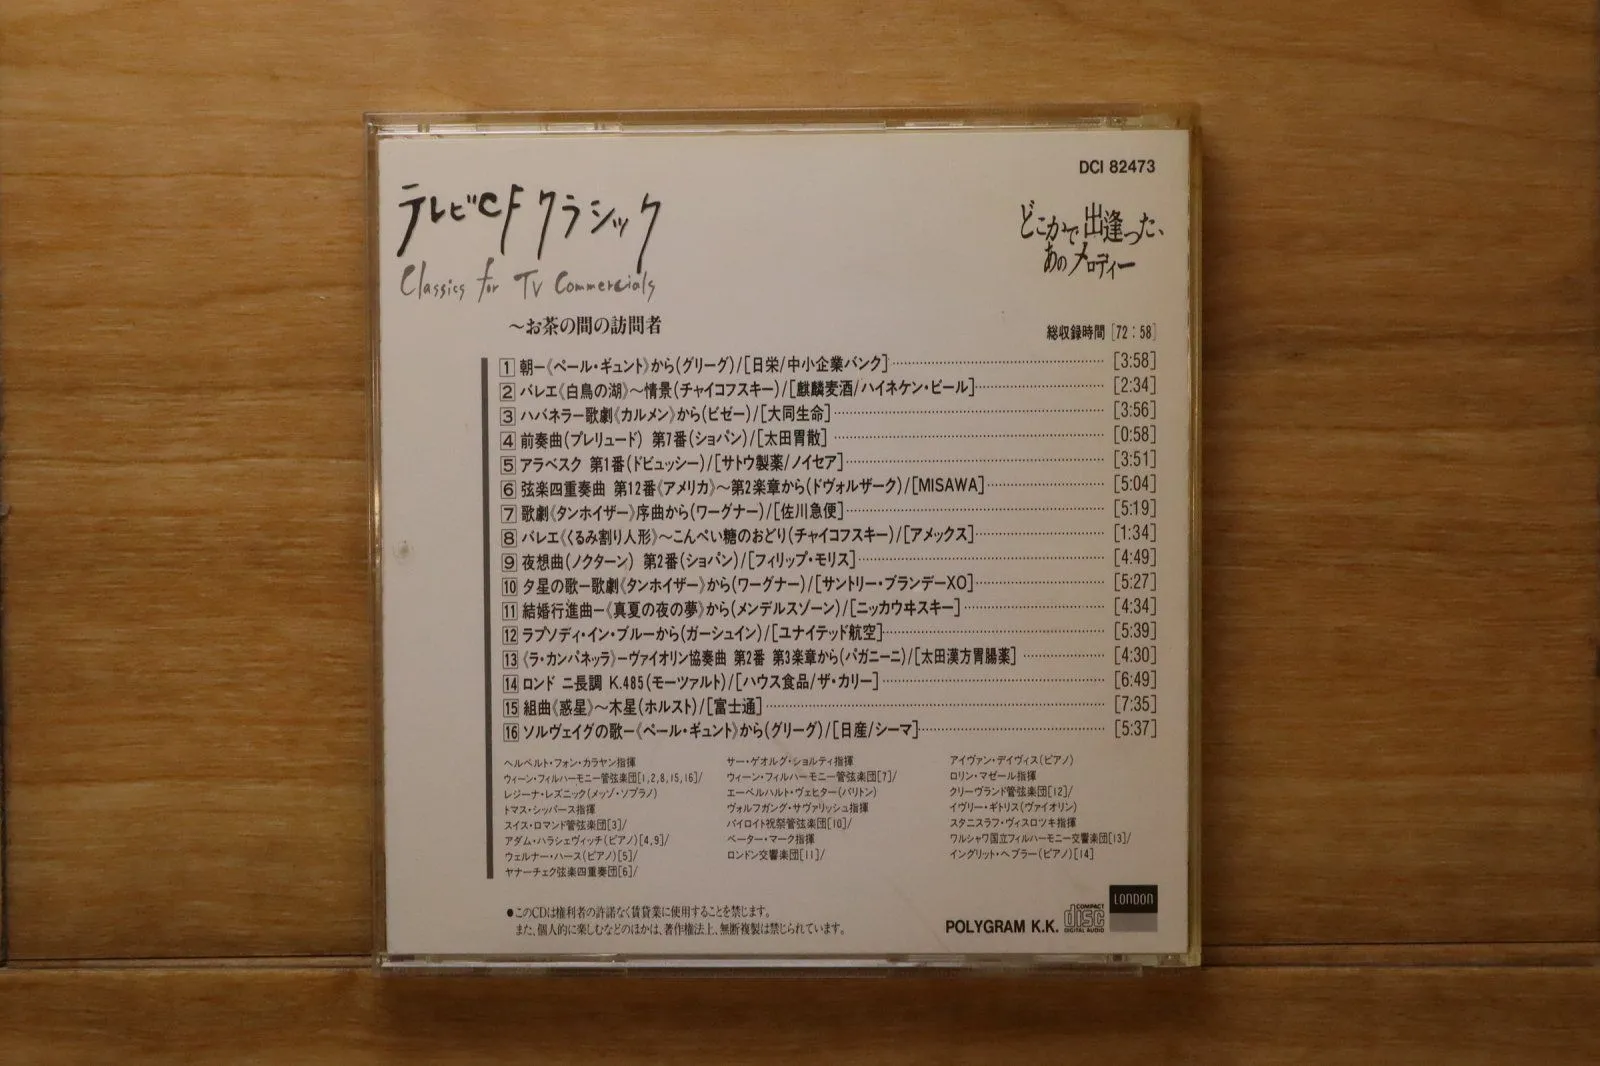 DCI 82473
テレビCFクラシック
Classics for TV Commercials
どこかで出逢った、
あのメロディー
〜お茶の間の訪問者
総収録時間[72:58]
1 朝ー《ペール・ギュント》から(グリーグ)/[日栄/中小企業バンク] [3:58]
2 バレエ《白鳥の湖》〜情景(チャイコフスキー)/[麒麟麦酒/ハイネケン・ビール] [2:34]
3 ハバネラー歌劇《カルメン》から(ビゼー)/[大同生命] [3:56]
4 前奏曲(プレリュード) 第7番(ショパン)/[太田胃散] [0:58]
5 アラベスク 第1番(ドビュッシー)/[サトウ製薬/ノイセア] [3:51]
6 弦楽四重奏曲 第12番《アメリカ》〜第2楽章から(ドヴォルザーク)/[MISAWA] [5:04]
7 歌劇《タンホイザー》序曲から(ワーグナー)/[佐川急便] [5:19]
8 バレエ《くるみ割り人形》〜こんぺい糖のおどり(チャイコフスキー)/[アメックス] [1:34]
9 夜想曲(ノクターン) 第2番(ショパン)/[フィリップ・モリス] [4:49]
10 夕星の歌ー歌劇《タンホイザー》から(ワーグナー)/[サントリー・ブランデーXO] [5:27]
11 結婚行進曲ー《真夏の夜の夢》から(メンデルスゾーン)/[ニッカウヰスキー] [4:34]
12 ラプソディ・イン・ブルーから(ガーシュイン)/[ユナイテッド航空] [5:39]
13 《ラ・カンパネッラ》ーヴァイオリン協奏曲 第2番 第3楽章から(パガニーニ)/[太田漢方胃腸薬] [4:30]
14 ロンド ニ長調 K.485(モーツァルト)/[ハウス食品/ザ・カリー] [6:49]
15 組曲《惑星》〜木星(ホルスト)/[富士通] [7:35]
16 ソルヴェイグの歌ー《ペール・ギュント》から(グリーグ)/[日産/シーマ] [5:37]
ヘルベルト・フォン・カラヤン指揮
ウィーン・フィルハーモニー管弦楽団[1,2,8,15,16]/
レジーナ・レズニック(メッゾ・ソプラノ)
トマス・シッパース指揮
スイス・ロマンド管弦楽団[3]/
アダム・ハラシェヴィッチ(ピアノ)[4,9]/
ウェルナー・ハース(ピアノ)[5]/
ヤナーチェク弦楽四重奏団[6]/
サー・ゲオルグ・ショルティ指揮
ウィーン・フィルハーモニー管弦楽団[7]/
エーベルハルト・ヴェヒター(バリトン)
ヴォルフガング・サヴァリッシュ指揮
バイロイト祝祭管弦楽団[10]/
ペーター・マーク指揮
ロンドン交響楽団[11]/
アイヴァン・デイヴィス(ピアノ)
ロリン・マゼール指揮
クリーヴランド管弦楽団[12]/
イヴリー・ギトリス(ヴァイオリン)
スタニスラフ・ヴィスロツキ指揮
ワルシャワ国立フィルハーモニー交響楽団[13]/
イングリット・ヘブラー(ピアノ)[14]
●このCDは権利者の許諾なく賃貸業に使用することを禁じます。
また、個人的に楽しむなどのほかは、著作権法上、無断複製は禁じられています。
POLYGRAM K.K.
COMPACT
disc
DIGITAL AUDIO
LONDON